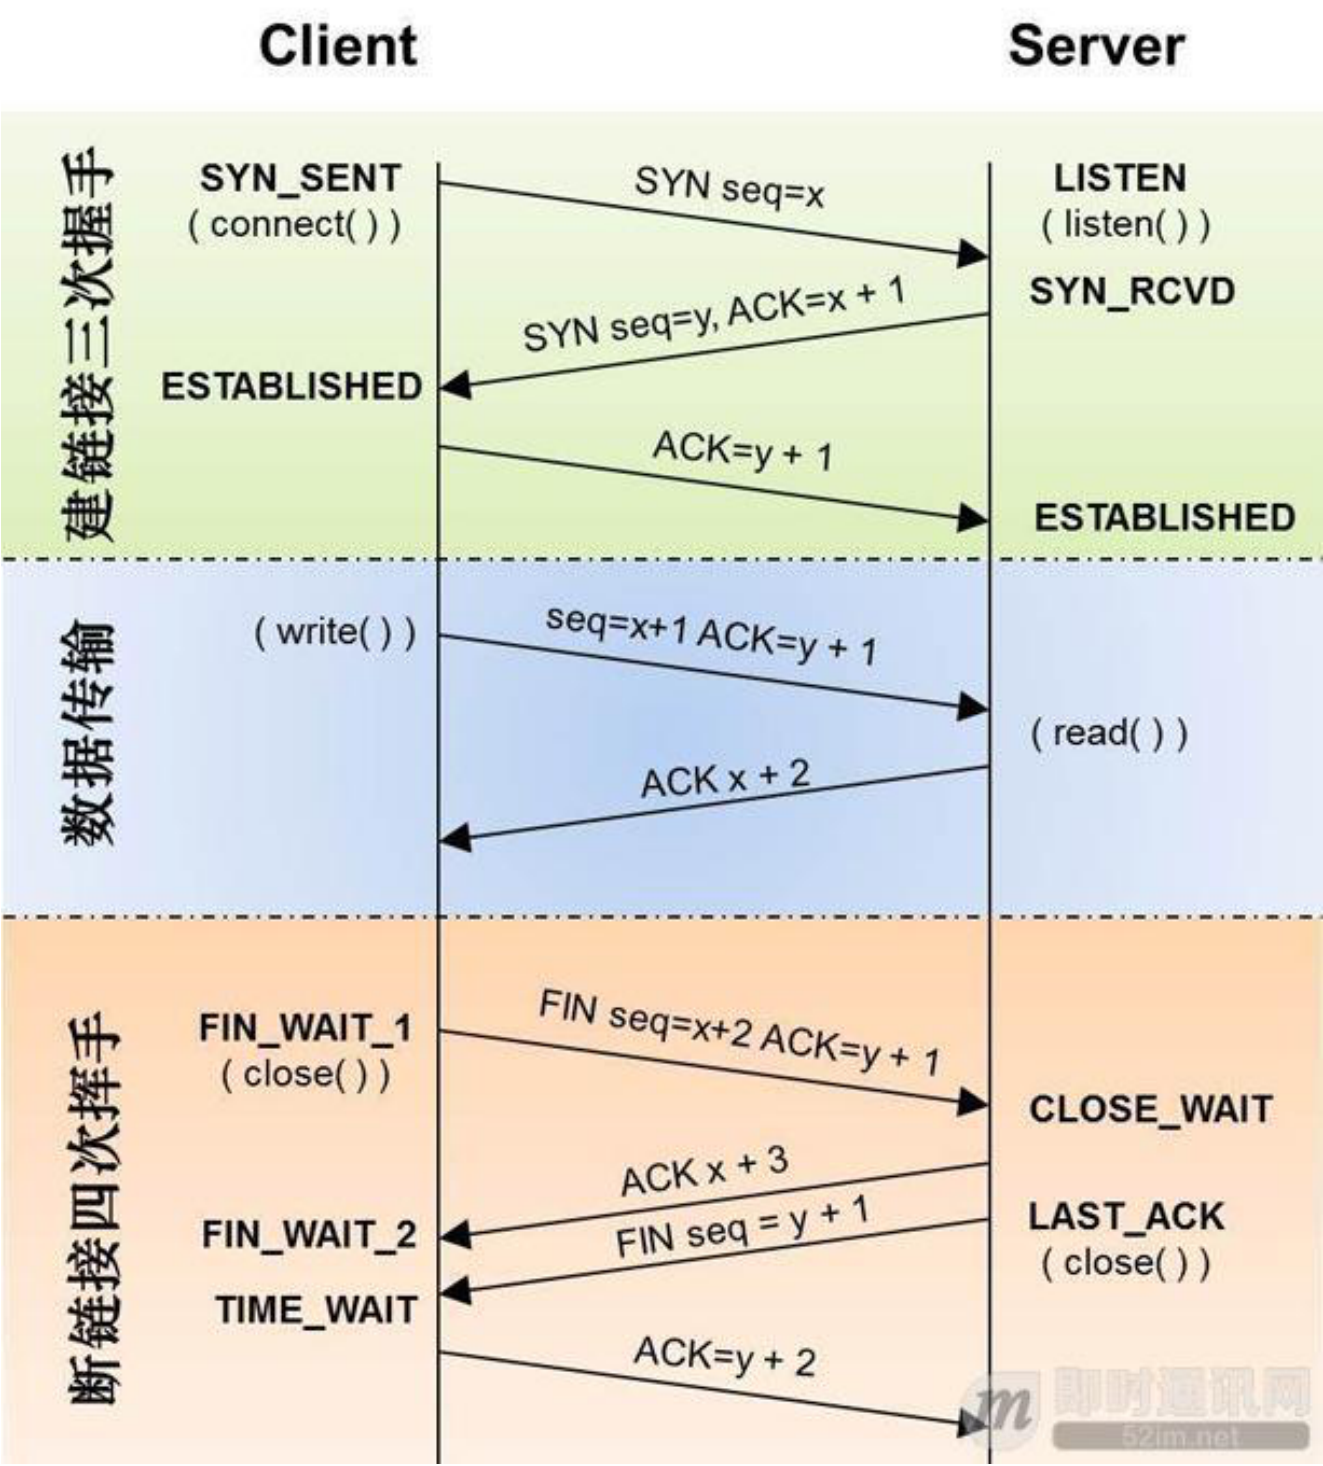 Client
Server
建链接三次握手
SYN_SENT
( connect( ) )
SYN seq=x
LISTEN
( listen( ) )
SYN_RCVD
SYN seq=y, ACK=x + 1
ESTABLISHED
ACK=y + 1
ESTABLISHED
数据传输
( write( ) )
seq=x+1 ACK=y + 1
( read( ) )
ACK x + 2
断链接四次挥手
FIN_WAIT_1
( close( ) )
FIN seq=x+2 ACK=y + 1
CLOSE_WAIT
ACK x + 3
FIN_WAIT_2
FIN seq = y + 1
LAST_ACK
( close( ) )
TIME_WAIT
ACK=y + 2
m
即时通讯网
52im.net